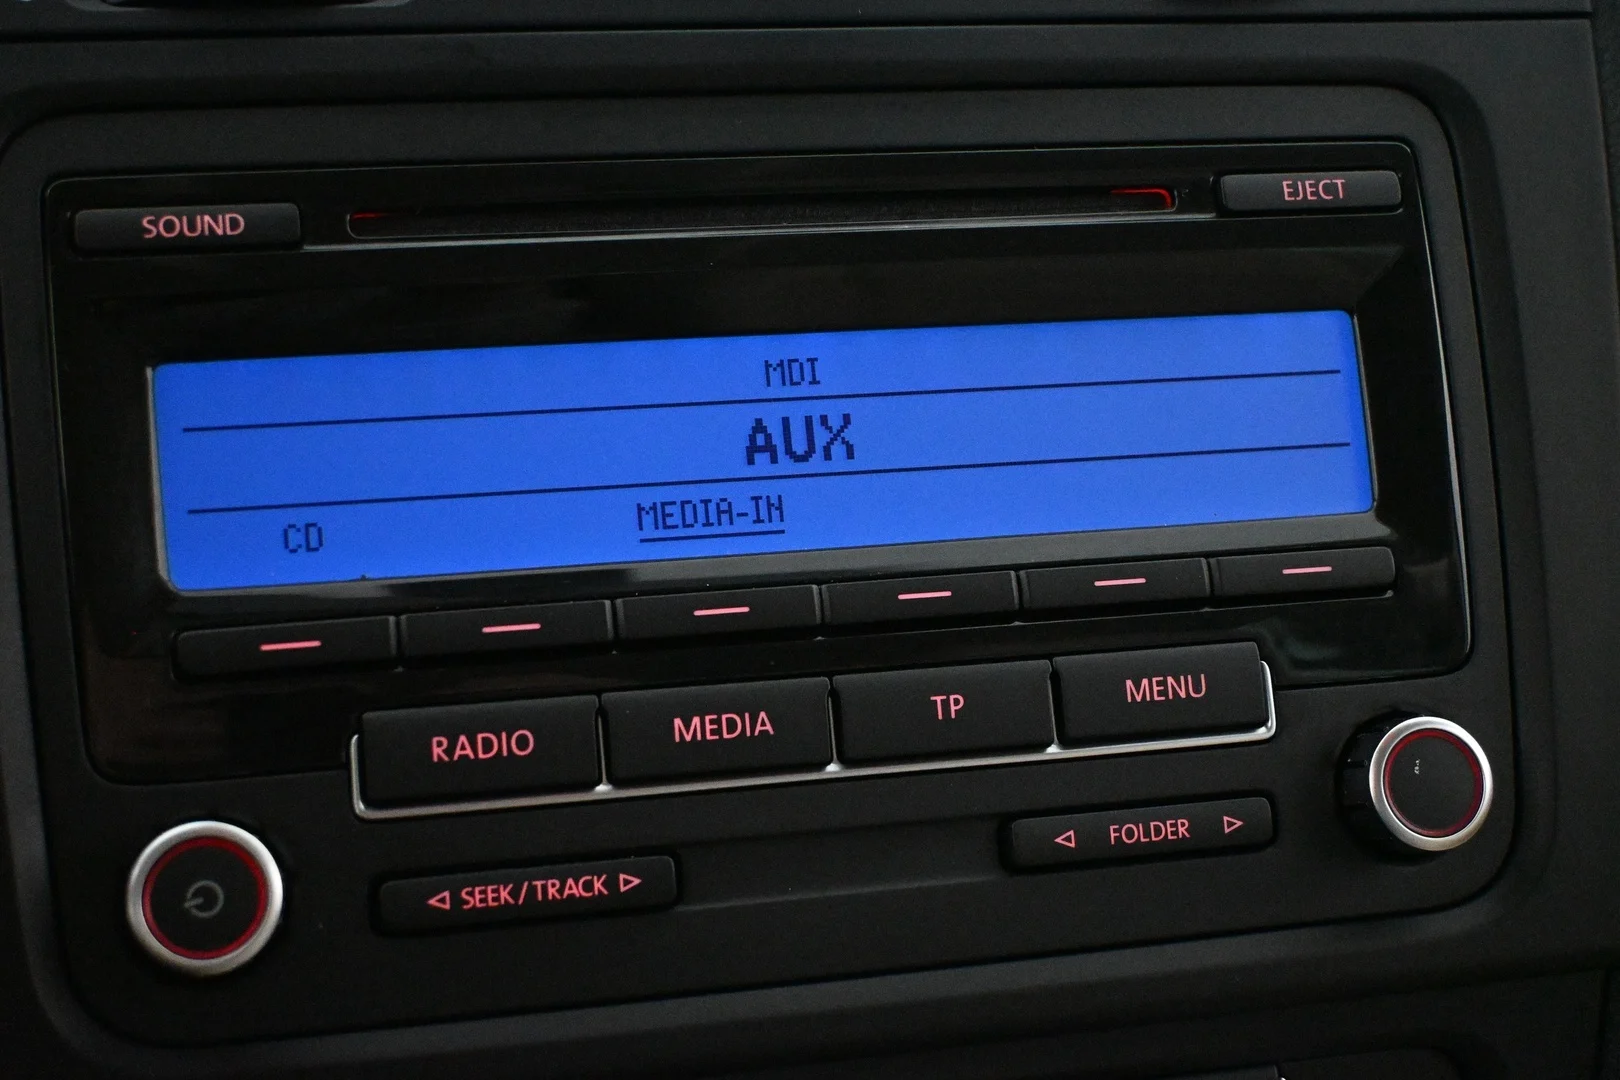 SOUND
EJECT
MDI
AUX
CD MEDIA-IN
RADIO MEDIA TP MENU
◁ SEEK/TRACK ▷
◁ FOLDER ▷